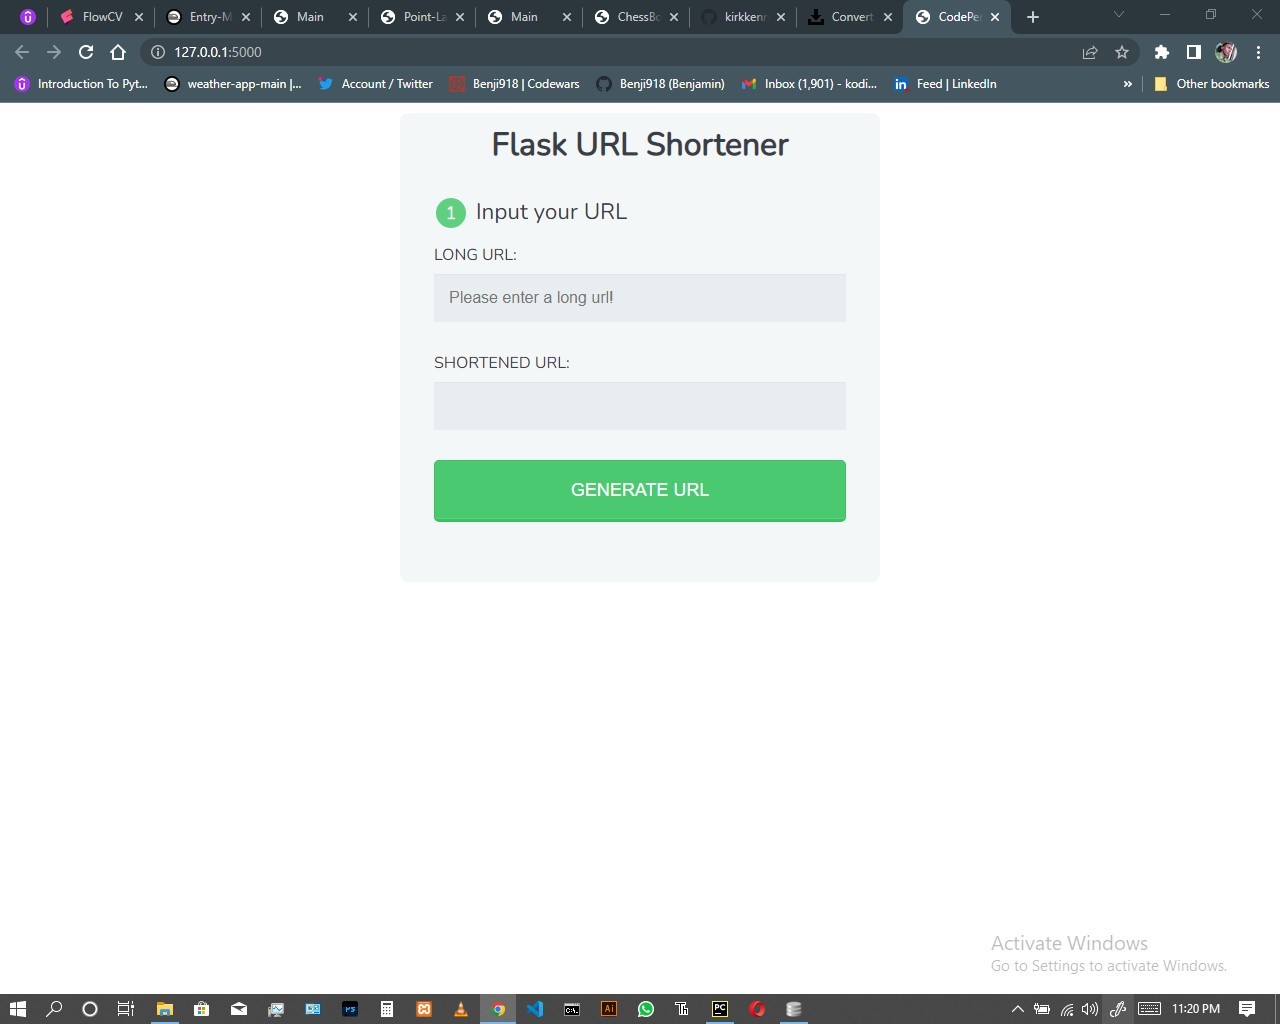 FlowCV
Entry-M
Main
Point-La
Main
ChessBo
kirkkenn
Convert
CodePe
127.0.0.1:5000
Introduction To Pyt...
weather-app-main |...
Account / Twitter
Benji918 | Codewars
Benji918 (Benjamin)
Inbox (1,901) - kodi...
Feed | LinkedIn
»
Other bookmarks
Flask URL Shortener
1 Input your URL
LONG URL:
Please enter a long url!
SHORTENED URL:
GENERATE URL
Activate Windows
Go to Settings to activate Windows.
11:20 PM